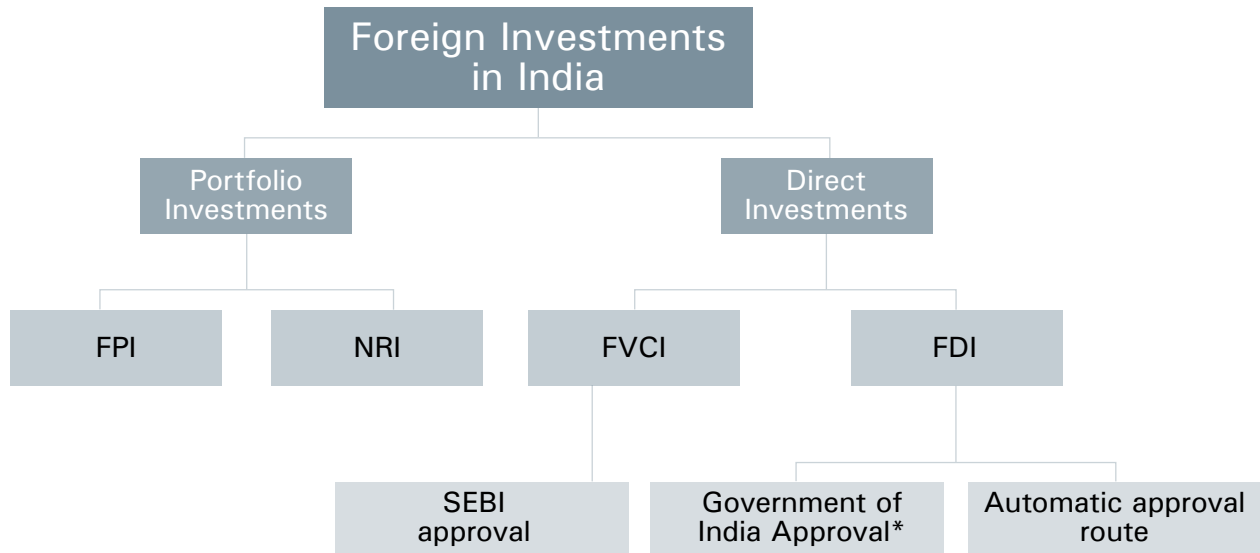 Foreign Investments
in India
Portfolio
Investments
Direct
Investments
FPI
NRI
FVCI
FDI
SEBI
approval
Government of
India Approval*
Automatic approval
route